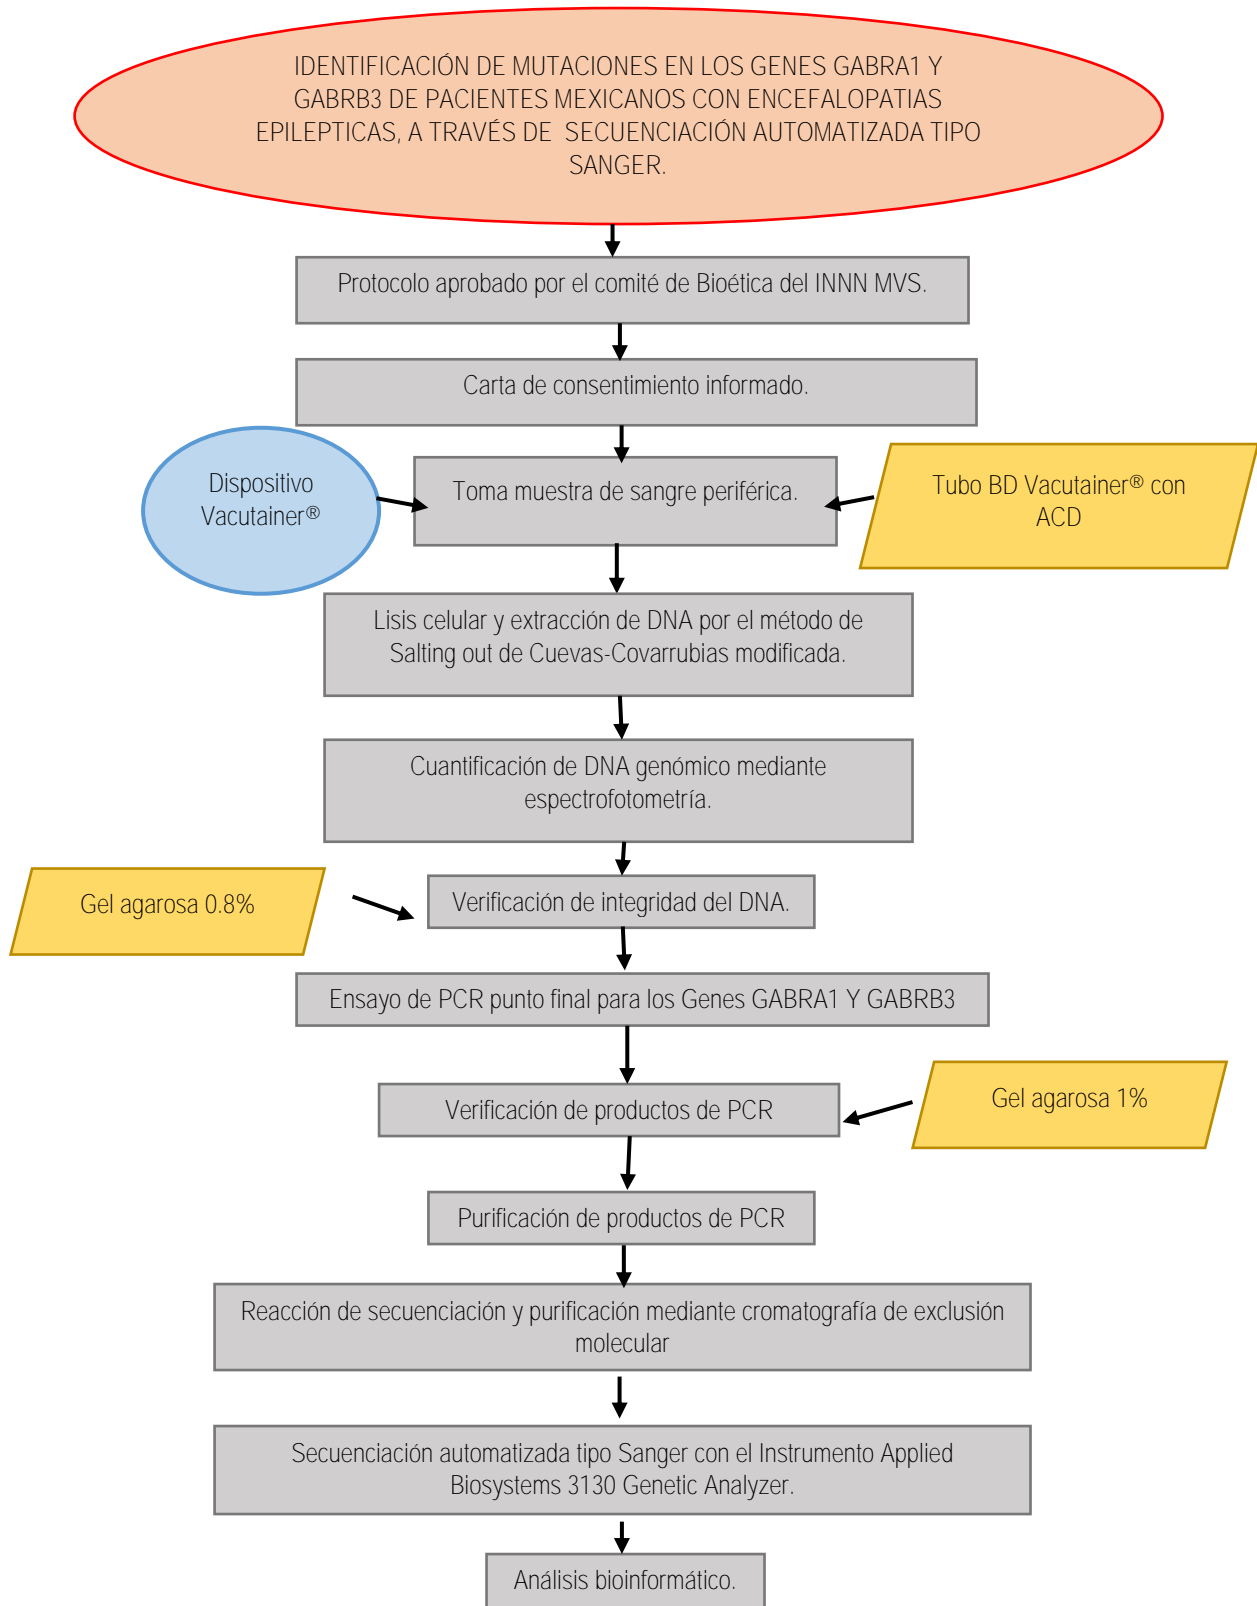 IDENTIFICACIÓN DE MUTACIONES EN LOS GENES GABRA1 Y
GABRB3 DE PACIENTES MEXICANOS CON ENCEFALOPATIAS
EPILEPTICAS, A TRAVÉS DE SECUENCIACIÓN AUTOMATIZADA TIPO
SANGER.
Protocolo aprobado por el comité de Bioética del INNN MVS.
Carta de consentimiento informado.
Dispositivo
Vacutainer®
Toma muestra de sangre periférica.
Tubo BD Vacutainer® con
ACD
Lisis celular y extracción de DNA por el método de
Salting out de Cuevas-Covarrubias modificada.
Cuantificación de DNA genómico mediante
espectrofotometría.
Gel agarosa 0.8%
Verificación de integridad del DNA.
Ensayo de PCR punto final para los Genes GABRA1 Y GABRB3
Verificación de productos de PCR
Gel agarosa 1%
Purificación de productos de PCR
Reacción de secuenciación y purificación mediante cromatografía de exclusión
molecular
Secuenciación automatizada tipo Sanger con el Instrumento Applied
Biosystems 3130 Genetic Analyzer.
Análisis bioinformático.